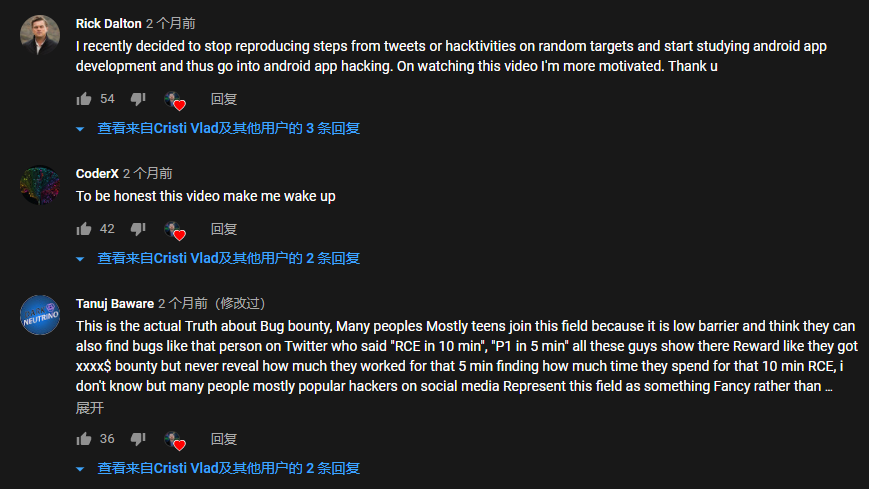 Rick Dalton 2 个月前
I recently decided to stop reproducing steps from tweets or hacktivities on random targets and start studying android app
development and thus go into android app hacking. On watching this video I'm more motivated. Thank u
54 回复
查看来自Cristi Vlad及其他用户的 3 条回复
CoderX 2 个月前
To be honest this video make me wake up
42 回复
查看来自Cristi Vlad及其他用户的 2 条回复
NEUTRINO
Tanuj Baware 2 个月前（修改过）
This is the actual Truth about Bug bounty, Many peoples Mostly teens join this field because it is low barrier and think they can
also find bugs like that person on Twitter who said "RCE in 10 min", "P1 in 5 min" all these guys show there Reward like they got
xxxx$ bounty but never reveal how much they worked for that 5 min finding how much time they spend for that 10 min RCE, i
don't know but many people mostly popular hackers on social media Represent this field as something Fancy rather than ...
展开
36 回复
查看来自Cristi Vlad及其他用户的 2 条回复